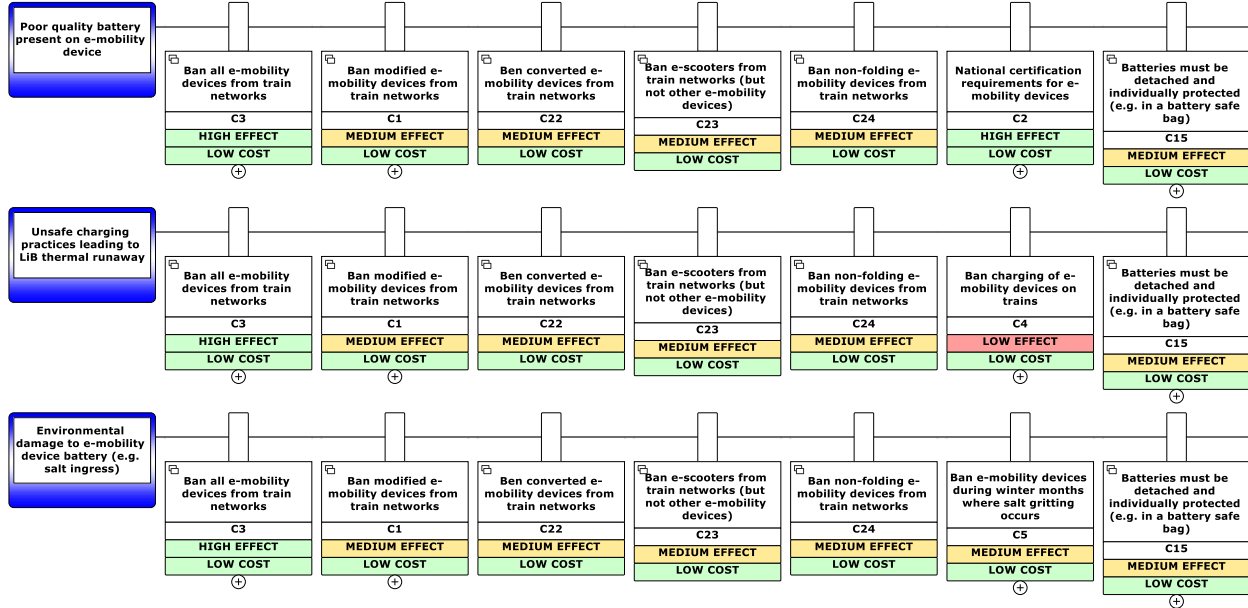 Poor quality battery
present on e-mobility
device
Ban all e-mobility
devices from train
networks
C3
HIGH EFFECT
LOW COST
Ban modified e-
mobility devices from
train networks
C1
MEDIUM EFFECT
LOW COST
Ben converted e-
mobility devices from
train networks
C22
MEDIUM EFFECT
LOW COST
Ban e-scooters from
train networks (but
not other e-mobility
devices)
C23
MEDIUM EFFECT
LOW COST
Ban non-folding e-
mobility devices from
train networks
C24
MEDIUM EFFECT
LOW COST
National certification
requirements for e-
mobility devices
C2
HIGH EFFECT
LOW COST
Batteries must be
detached and
individually protected
(e.g. in a battery safe
bag)
C15
MEDIUM EFFECT
LOW COST
Unsafe charging
practices leading to
LiB thermal runaway
Ban all e-mobility
devices from train
networks
C3
HIGH EFFECT
LOW COST
Ban modified e-
mobility devices from
train networks
C1
MEDIUM EFFECT
LOW COST
Ben converted e-
mobility devices from
train networks
C22
MEDIUM EFFECT
LOW COST
Ban e-scooters from
train networks (but
not other e-mobility
devices)
C23
MEDIUM EFFECT
LOW COST
Ban non-folding e-
mobility devices from
train networks
C24
MEDIUM EFFECT
LOW COST
Ban charging of e-
mobility devices on
trains
C4
LOW EFFECT
LOW COST
Batteries must be
detached and
individually protected
(e.g. in a battery safe
bag)
C15
MEDIUM EFFECT
LOW COST
Environmental
damage to e-mobility
device battery (e.g.
salt ingress)
Ban all e-mobility
devices from train
networks
C3
HIGH EFFECT
LOW COST
Ban modified e-
mobility devices from
train networks
C1
MEDIUM EFFECT
LOW COST
Ben converted e-
mobility devices from
train networks
C22
MEDIUM EFFECT
LOW COST
Ban e-scooters from
train networks (but
not other e-mobility
devices)
C23
MEDIUM EFFECT
LOW COST
Ban non-folding e-
mobility devices from
train networks
C24
MEDIUM EFFECT
LOW COST
Ban e-mobility devices
during winter months
where salt gritting
occurs
C5
MEDIUM EFFECT
LOW COST
Batteries must be
detached and
individually protected
(e.g. in a battery safe
bag)
C15
MEDIUM EFFECT
LOW COST